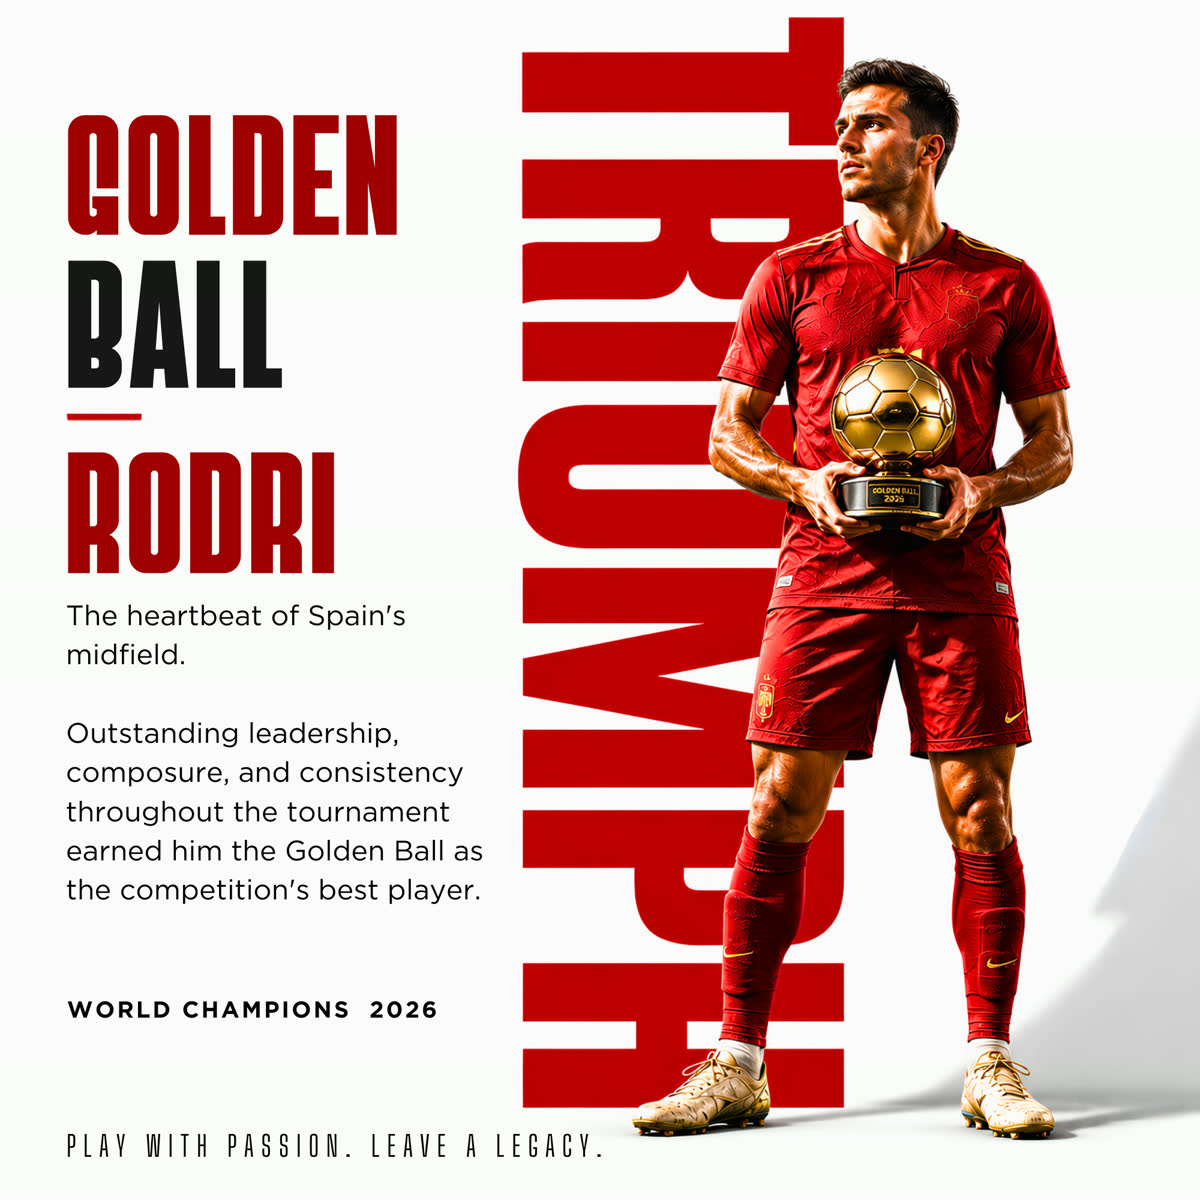 GOLDEN
BALL
RODRI
The heartbeat of Spain's
midfield.
Outstanding leadership,
composure, and consistency
throughout the tournament
earned him the Golden Ball as
the competition's best player.
WORLD CHAMPIONS 2026
PLAY WITH PASSION. LEAVE A LEGACY.
TRIUMPH
GOLDEN BALL